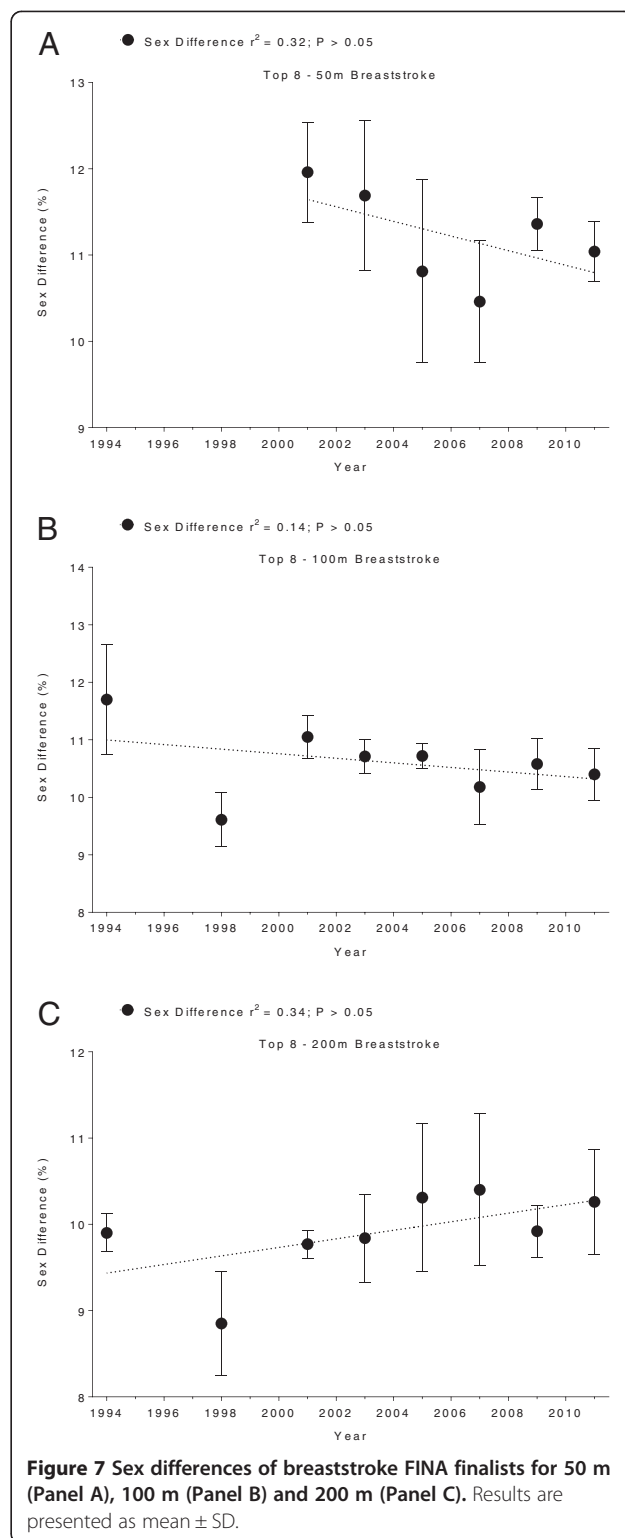 A
Sex Difference r² = 0.32; P > 0.05
Top 8 - 50m Breaststroke
13
12
11
10
9
Sex Difference (%)
1994 1996 1998 2000 2002 2004 2006 2008 2010
Year
B
Sex Difference r² = 0.14; P > 0.05
Top 8 - 100m Breaststroke
14
13
12
11
10
9
8
Sex Difference (%)
1994 1996 1998 2000 2002 2004 2006 2008 2010
Year
C
Sex Difference r² = 0.34; P > 0.05
Top 8 - 200m Breaststroke
12
11
10
9
8
Sex Difference (%)
1994 1996 1998 2000 2002 2004 2006 2008 2010
Year
Figure 7 Sex differences of breaststroke FINA finalists for 50 m
(Panel A), 100 m (Panel B) and 200 m (Panel C). Results are
presented as mean ± SD.